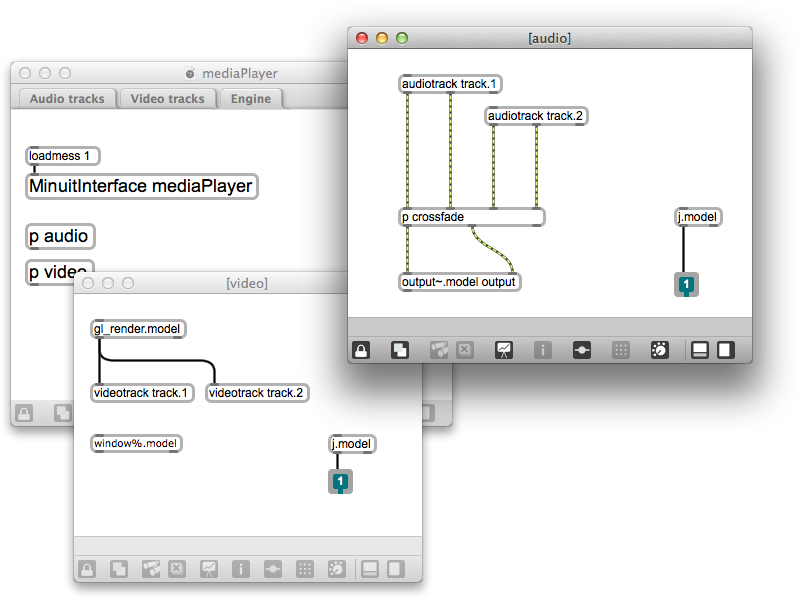 mediaPlayer
Audio tracks
Video tracks
Engine
loadmess 1
MinuitInterface mediaPlayer
p audio
p video
[audio]
audiotrack track.1
audiotrack track.2
p crossfade
j.model
output~.model output
1
[video]
gl_render.model
videotrack track.1
videotrack track.2
window%.model
j.model
1